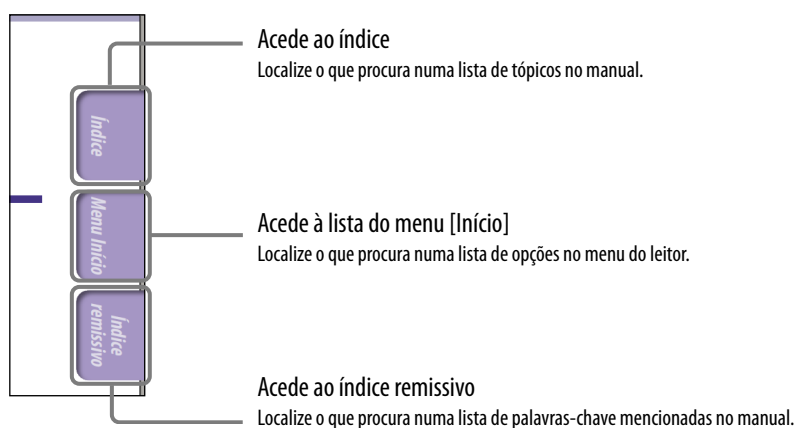 Acede ao índice
Localize o que procura numa lista de tópicos no manual.
Índice
Menu Início
Acede à lista do menu [Início]
Localize o que procura numa lista de opções no menu do leitor.
Índice
remissivo
Acede ao índice remissivo
Localize o que procura numa lista de palavras-chave mencionadas no manual.